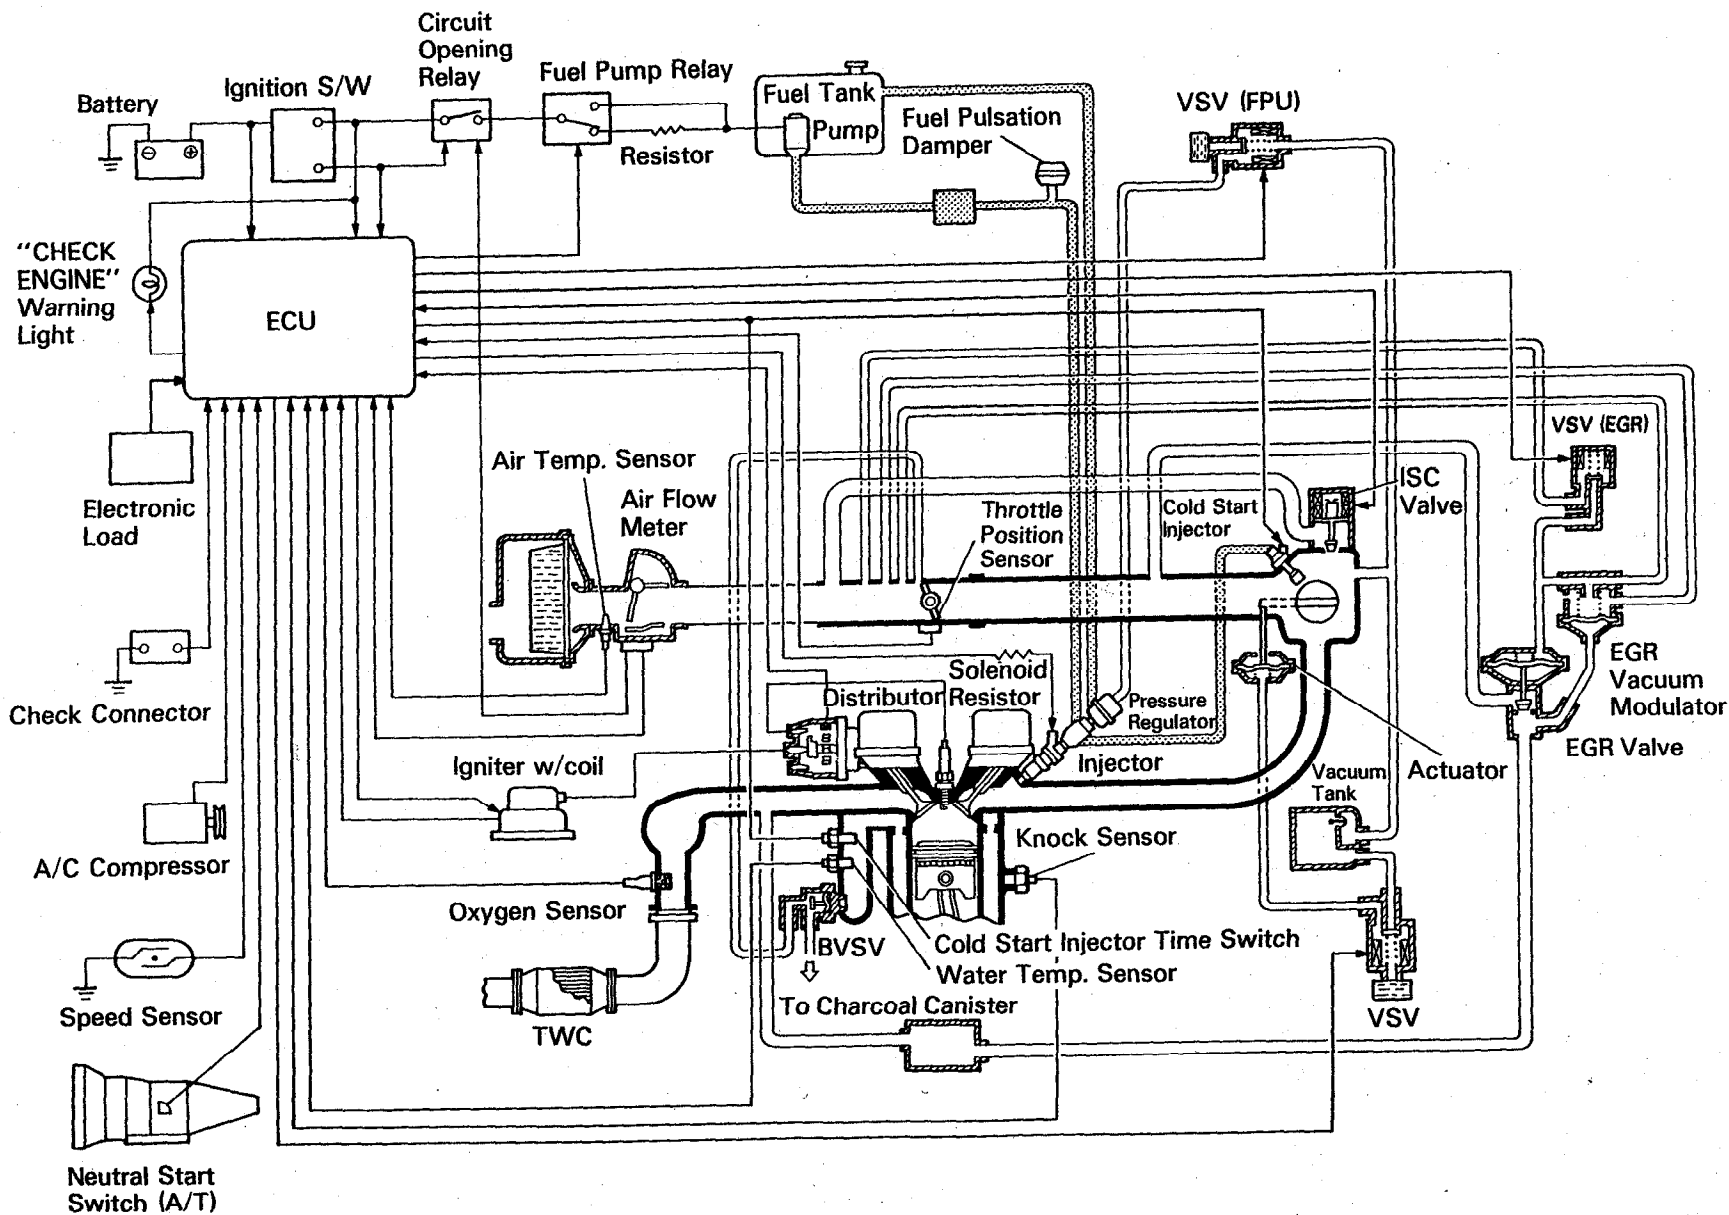 Circuit
Opening
Relay
Ignition S/W
Fuel Pump Relay
Battery
Resistor
Fuel Tank
Pump
Fuel Pulsation
Damper
VSV (FPU)
"CHECK
ENGINE"
Warning
Light
ECU
Electronic
Load
Air Temp. Sensor
Air Flow
Meter
Throttle
Position
Sensor
Cold Start
Injector
ISC
Valve
VSV (EGR)
Check Connector
Solenoid
Resistor
Distributor
Pressure
Regulator
Injector
EGR
Vacuum
Modulator
EGR Valve
Actuator
Vacuum
Tank
Igniter w/coil
A/C Compressor
Knock Sensor
Oxygen Sensor
BVSV
Cold Start Injector Time Switch
Water Temp. Sensor
To Charcoal Canister
TWC
VSV
Speed Sensor
Neutral Start
Switch (A/T)